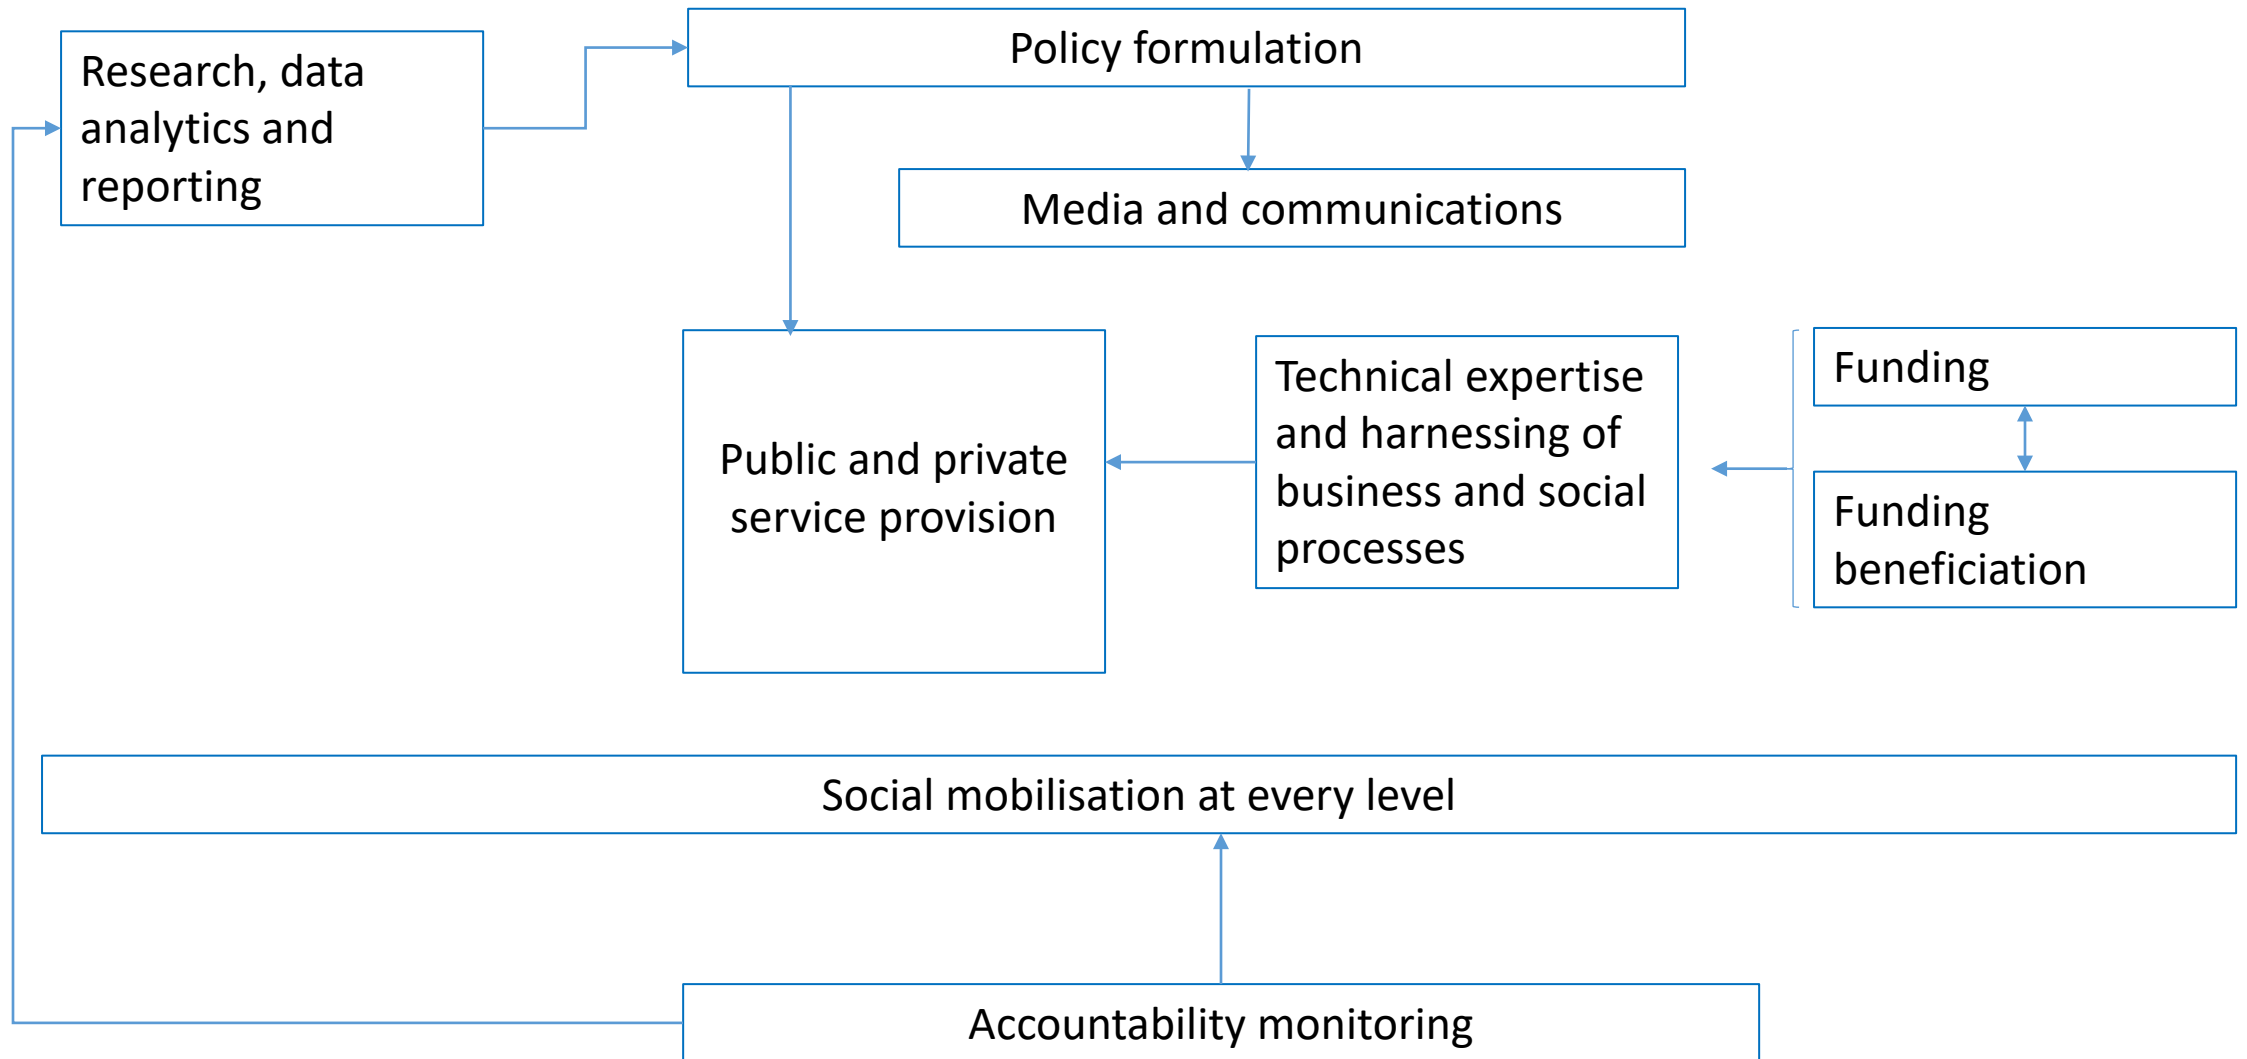 Policy formulation
Research, data
analytics and
reporting
Media and communications
Public and private
service provision
Technical expertise
and harnessing of
business and social
processes
Funding
Funding
beneficiation
Social mobilisation at every level
Accountability monitoring